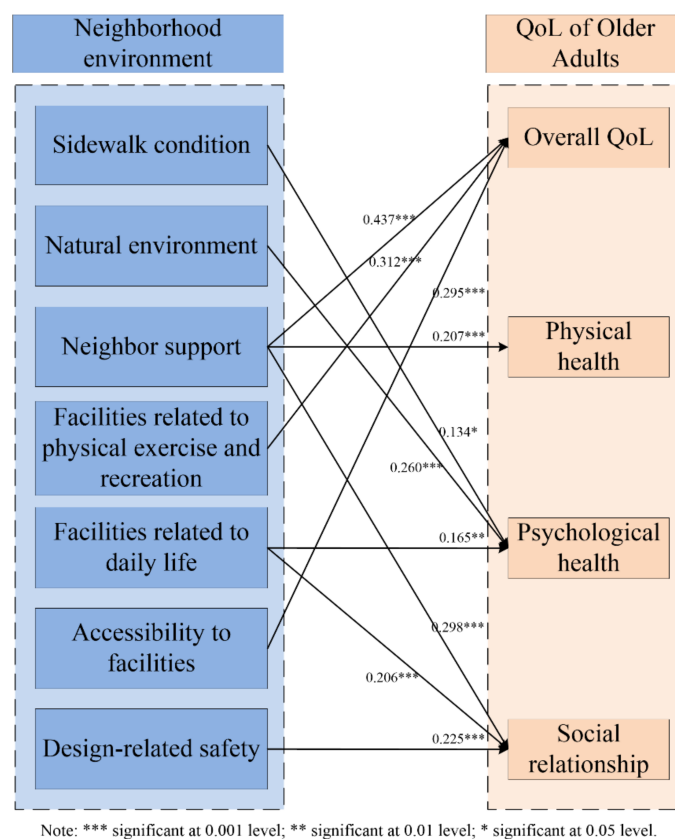 Neighborhood
environment
QoL of Older
Adults
Sidewalk condition
Overall QoL
Natural environment
0.437***
0.312***
0.295***
Neighbor support
0.207***
Physical
health
Facilities related to
physical exercise and
recreation
0.134*
0.260***
Facilities related to
daily life
0.165**
Psychological
health
Accessibility to
facilities
0.298***
0.206***
Design-related safety
0.225***
Social
relationship
Note: *** significant at 0.001 level; ** significant at 0.01 level; * significant at 0.05 level.